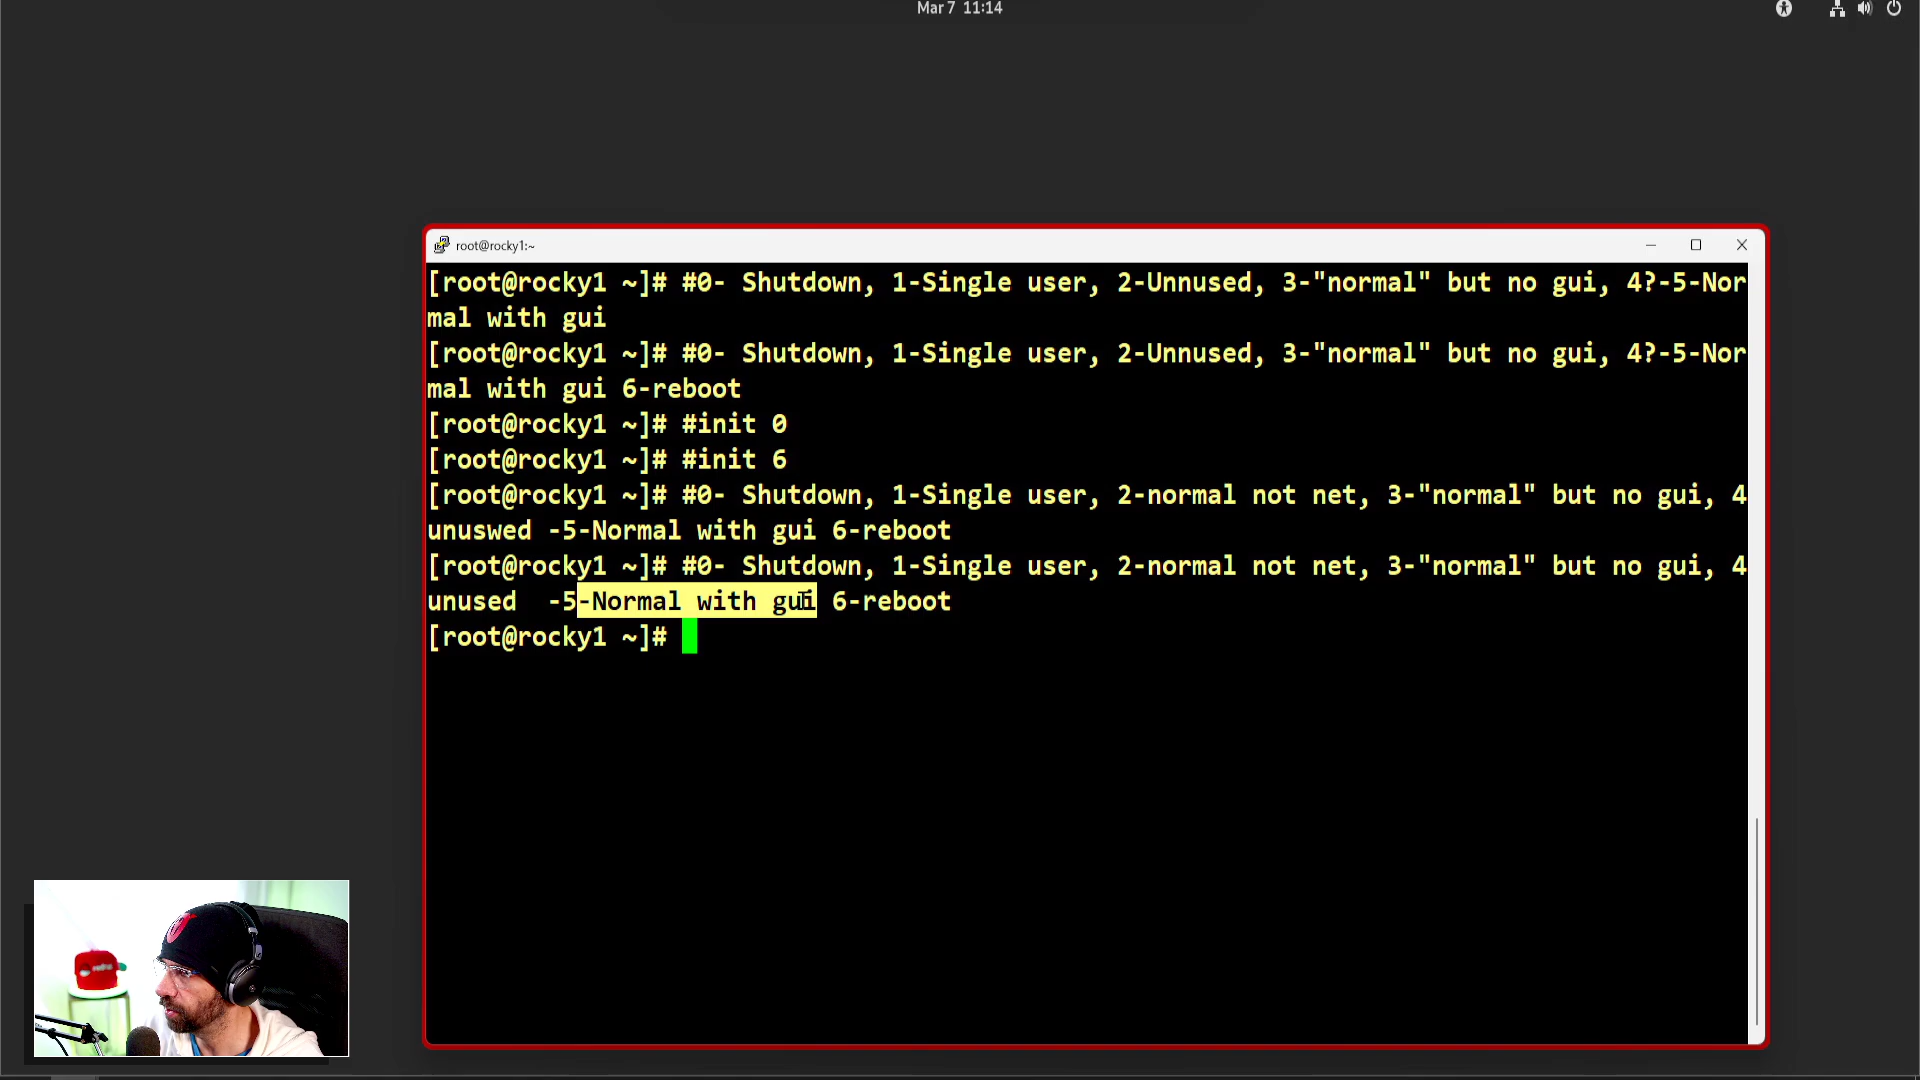 Mar 7 11:14
root@rocky1:~
[root@rocky1 ~]# #0- Shutdown, 1-Single user, 2-Unnused, 3-"normal" but no gui, 4?-5-Nor
mal with gui
[root@rocky1 ~]# #0- Shutdown, 1-Single user, 2-Unnused, 3-"normal" but no gui, 4?-5-Nor
mal with gui 6-reboot
[root@rocky1 ~]# #init 0
[root@rocky1 ~]# #init 6
[root@rocky1 ~]# #0- Shutdown, 1-Single user, 2-normal not net, 3-"normal" but no gui, 4
unuswed -5-Normal with gui 6-reboot
[root@rocky1 ~]# #0- Shutdown, 1-Single user, 2-normal not net, 3-"normal" but no gui, 4
unused  -5-Normal with gui 6-reboot
[root@rocky1 ~]#